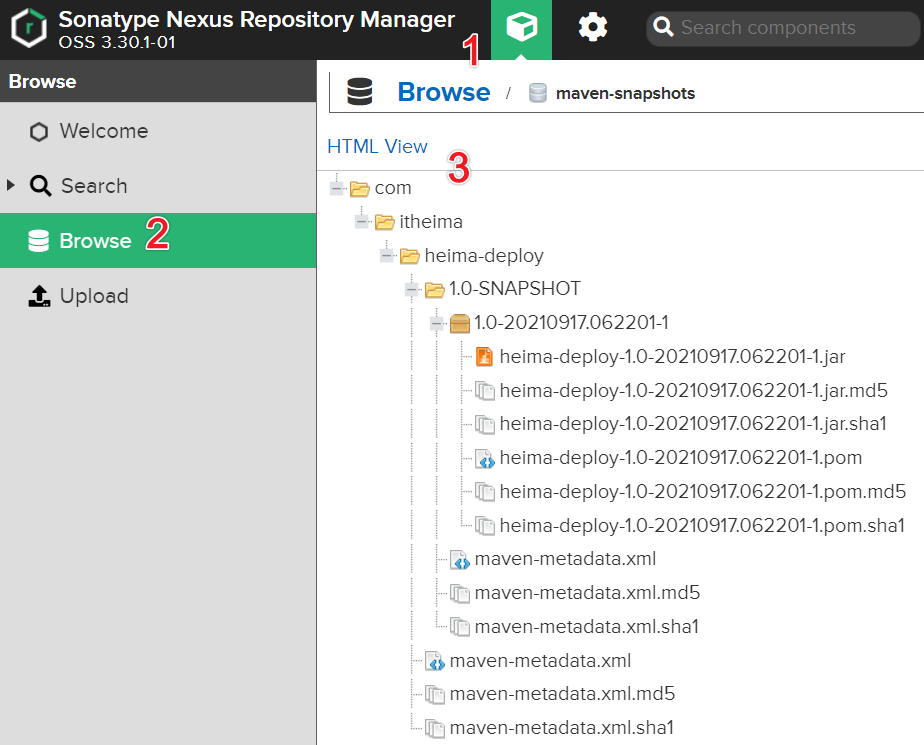 Sonatype Nexus Repository Manager
OSS 3.30.1-01
1
Search components
Browse
Welcome
Search
Browse 2
Upload
Browse / maven-snapshots
HTML View
3
com
itheima
heima-deploy
1.0-SNAPSHOT
1.0-20210917.062201-1
heima-deploy-1.0-20210917.062201-1.jar
heima-deploy-1.0-20210917.062201-1.jar.md5
heima-deploy-1.0-20210917.062201-1.jar.sha1
heima-deploy-1.0-20210917.062201-1.pom
heima-deploy-1.0-20210917.062201-1.pom.md5
heima-deploy-1.0-20210917.062201-1.pom.sha1
maven-metadata.xml
maven-metadata.xml.md5
maven-metadata.xml.sha1
maven-metadata.xml
maven-metadata.xml.md5
maven-metadata.xml.sha1